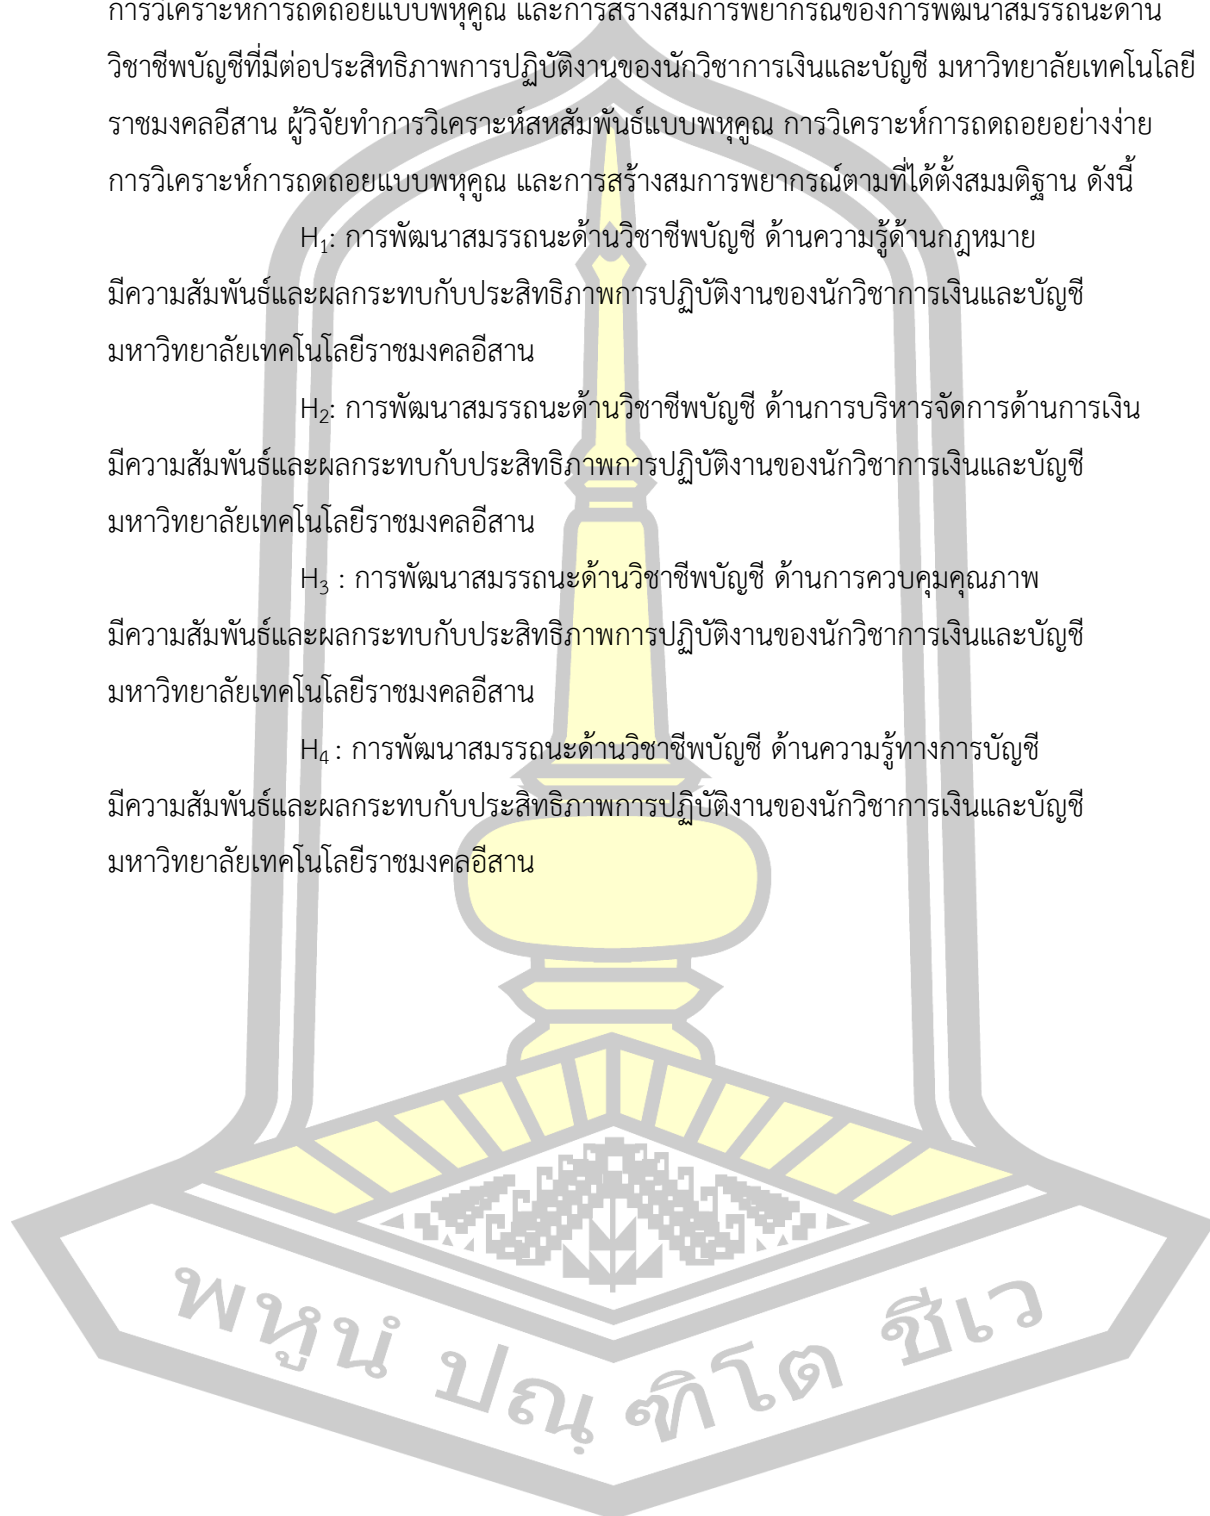 การวิเคราะห์การถดถอยแบบพหุคูณ และการสร้างสมการพยากรณ์ของการพัฒนาสมรรถนะด้าน
วิชาชีพบัญชีที่มีต่อประสิทธิภาพการปฏิบัติงานของนักวิชาการเงินและบัญชี มหาวิทยาลัยเทคโนโลยี
ราชมงคลอีสาน ผู้วิจัยทำการวิเคราะห์สหสัมพันธ์แบบพหุคูณ การวิเคราะห์การถดถอยอย่างง่าย
การวิเคราะห์การถดถอยแบบพหุคูณ และการสร้างสมการพยากรณ์ตามที่ได้ตั้งสมมติฐาน ดังนี้
H₁: การพัฒนาสมรรถนะด้านวิชาชีพบัญชี ด้านความรู้ด้านกฎหมาย
มีความสัมพันธ์และผลกระทบกับประสิทธิภาพการปฏิบัติงานของนักวิชาการเงินและบัญชี
มหาวิทยาลัยเทคโนโลยีราชมงคลอีสาน
H₂: การพัฒนาสมรรถนะด้านวิชาชีพบัญชี ด้านการบริหารจัดการด้านการเงิน
มีความสัมพันธ์และผลกระทบกับประสิทธิภาพการปฏิบัติงานของนักวิชาการเงินและบัญชี
มหาวิทยาลัยเทคโนโลยีราชมงคลอีสาน
H₃ : การพัฒนาสมรรถนะด้านวิชาชีพบัญชี ด้านการควบคุมคุณภาพ
มีความสัมพันธ์และผลกระทบกับประสิทธิภาพการปฏิบัติงานของนักวิชาการเงินและบัญชี
มหาวิทยาลัยเทคโนโลยีราชมงคลอีสาน
H₄ : การพัฒนาสมรรถนะด้านวิชาชีพบัญชี ด้านความรู้ทางการบัญชี
มีความสัมพันธ์และผลกระทบกับประสิทธิภาพการปฏิบัติงานของนักวิชาการเงินและบัญชี
มหาวิทยาลัยเทคโนโลยีราชมงคลอีสาน
พหูนํ ปณฺฑิโต ชีเว